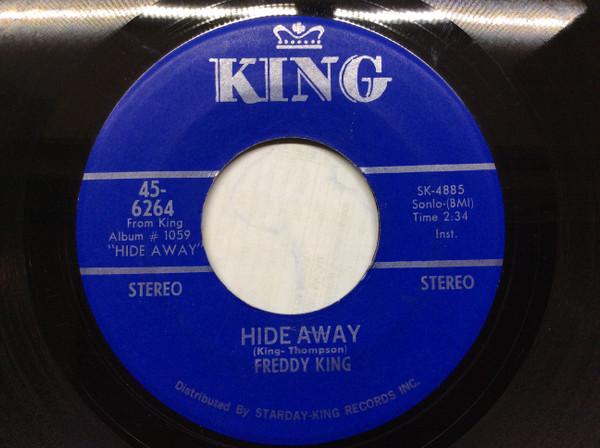 KING
45-
6264
From King
Album # 1059
"HIDE AWAY"
STEREO
SK-4885
Sonlo-(BMI)
Time 2:34
Inst.
STEREO
HIDE AWAY
(King-Thompson)
FREDDY KING
Distributed By STARDAY-KING RECORDS INC.